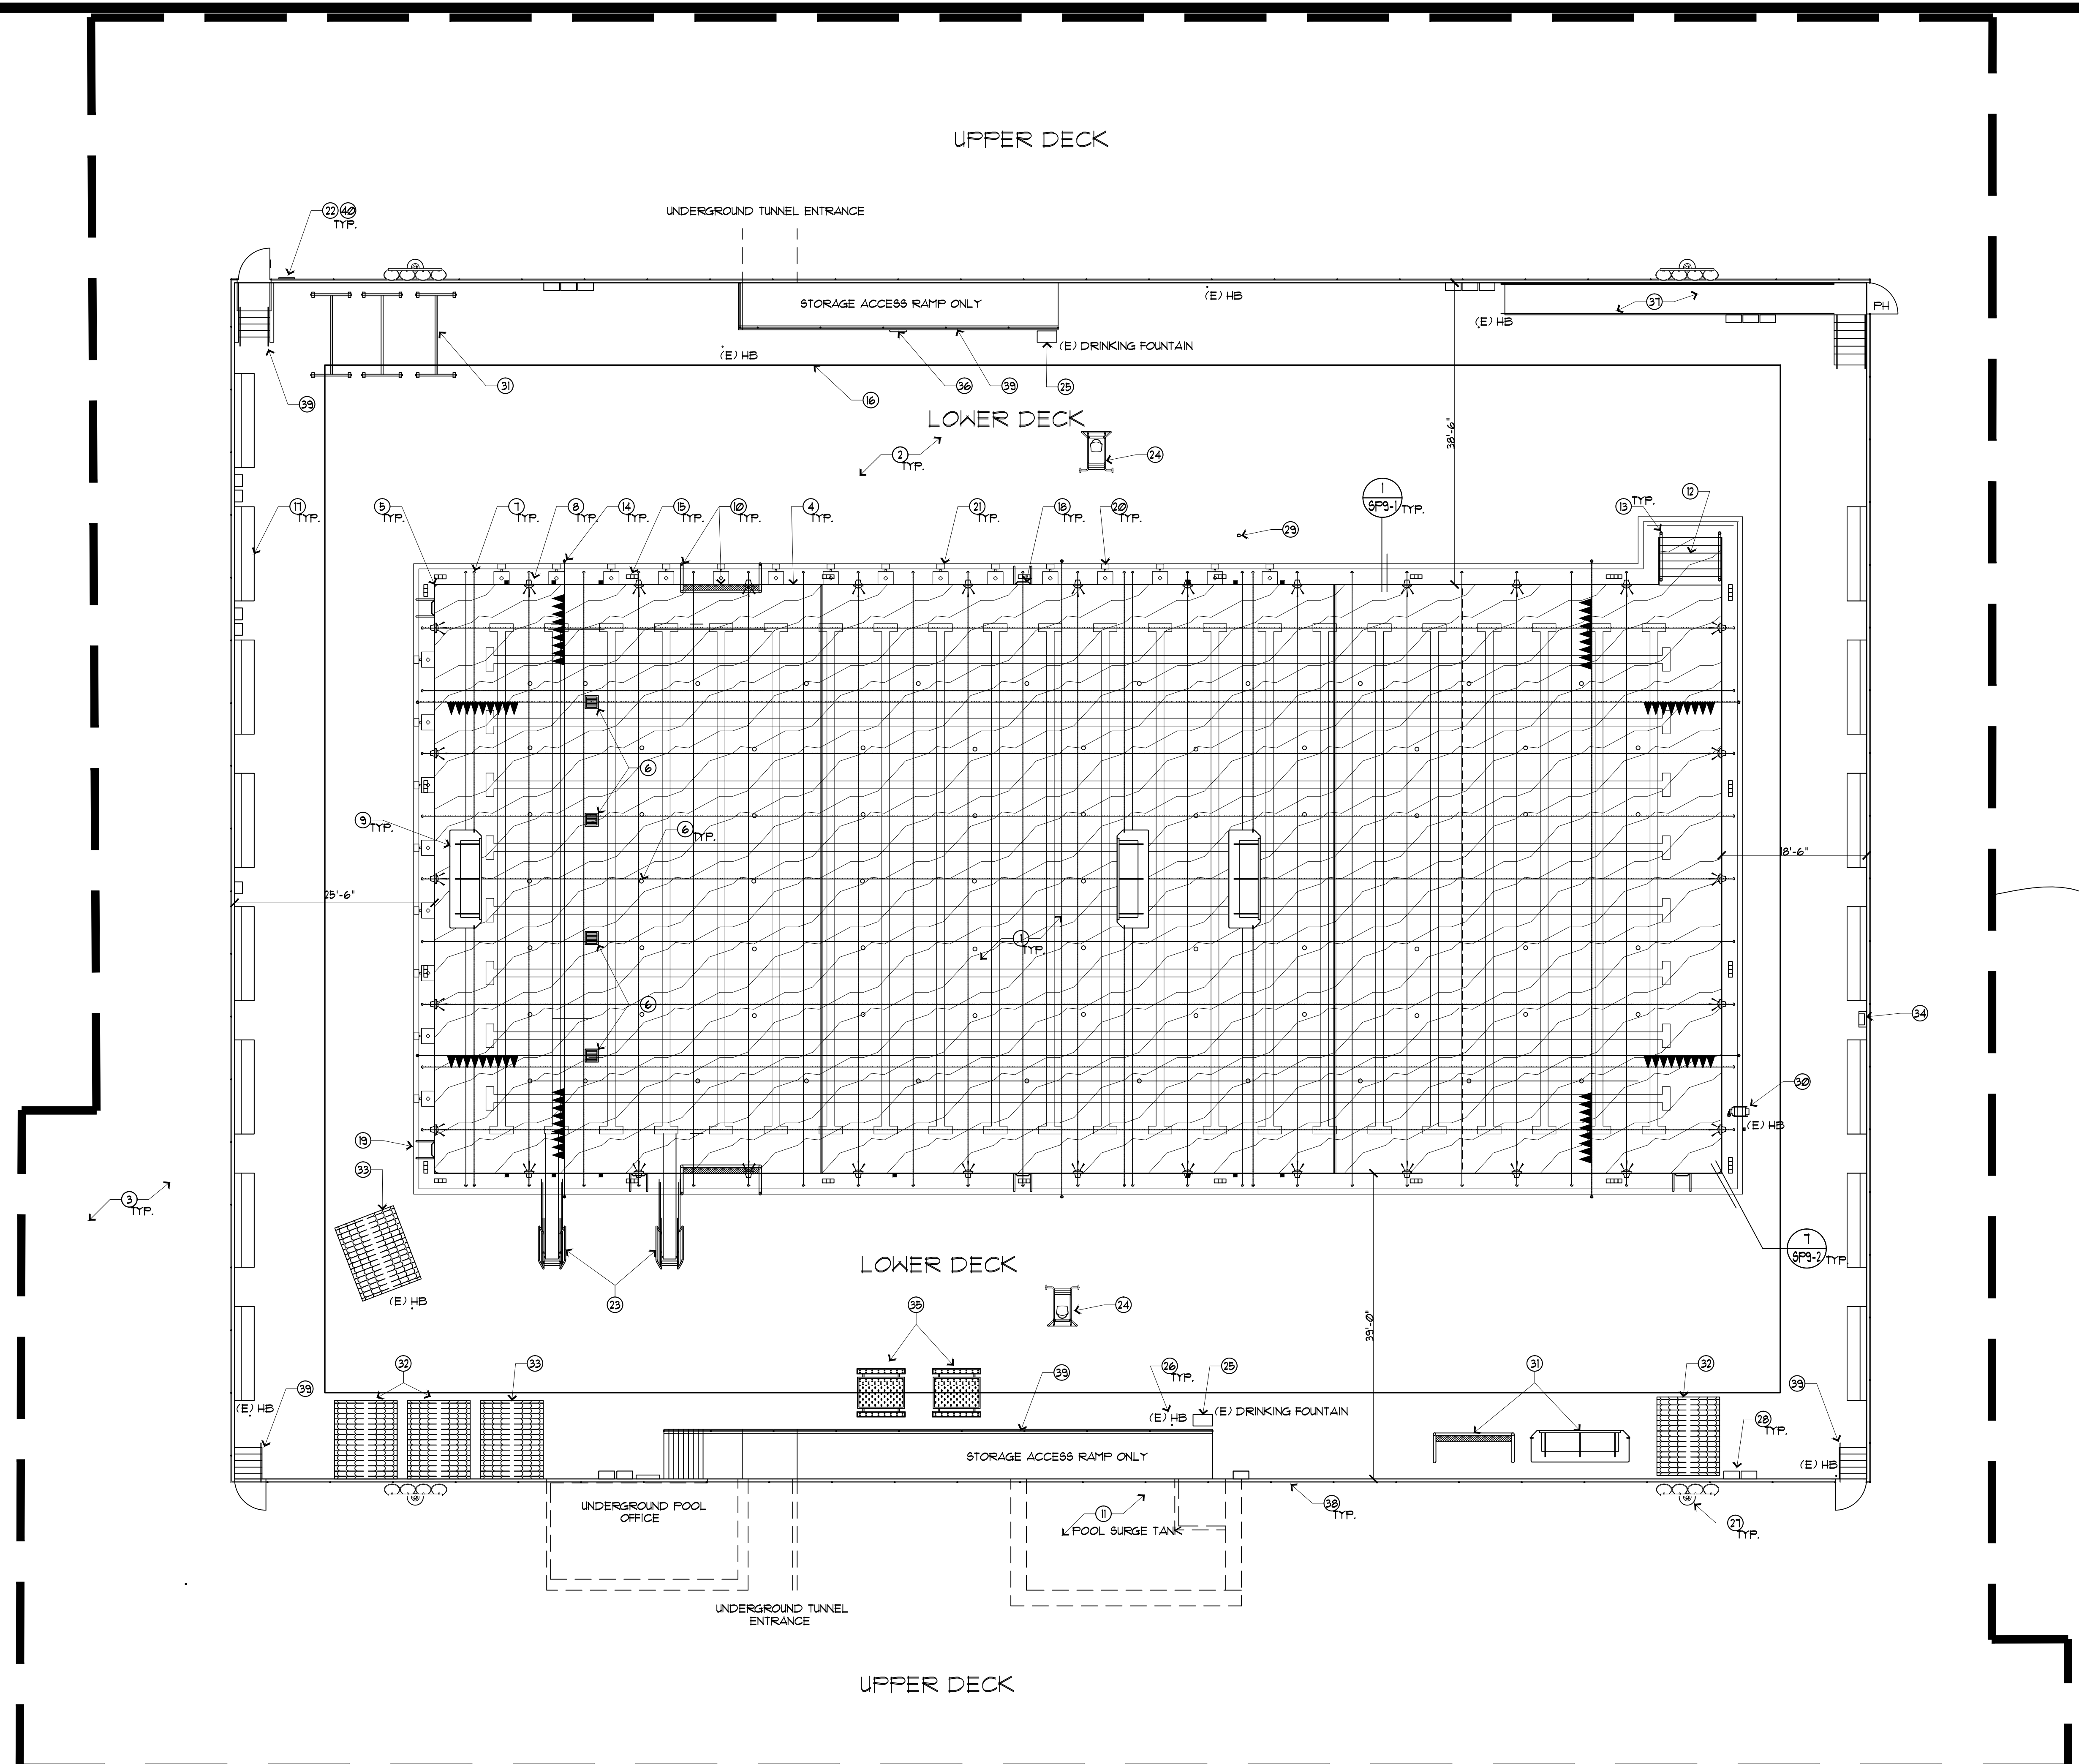 UPPER DECK
22 40
TYP.
UNDERGROUND TUNNEL ENTRANCE
STORAGE ACCESS RAMP ONLY
(E) HB
37
PH
(E) HB
(E) HB
(E) DRINKING FOUNTAIN
31
36
39
25
39
16
LOWER DECK
38'-6"
2
TYP.
24
17
TYP.
5
TYP.
7
TYP.
8
TYP.
14
TYP.
15
TYP.
10
TYP.
4
TYP.
21
TYP.
18
TYP.
20
TYP.
29
1
SP9-1
TYP.
13
TYP.
12
6
9
TYP.
6
TYP.
18'-6"
25'-6"
1
TYP.
6
34
30
(E) HB
19
33
3
TYP.
7
SP9-2
TYP.
LOWER DECK
(E) HB
23
35
24
39'-0"
32
33
39
26
TYP.
25
31
32
39
39
(E) HB
(E) HB
(E) DRINKING FOUNTAIN
28
TYP.
STORAGE ACCESS RAMP ONLY
(E) HB
UNDERGROUND POOL
OFFICE
11
POOL SURGE TANK
38
TYP.
27
TYP.
UNDERGROUND TUNNEL
ENTRANCE
UPPER DECK